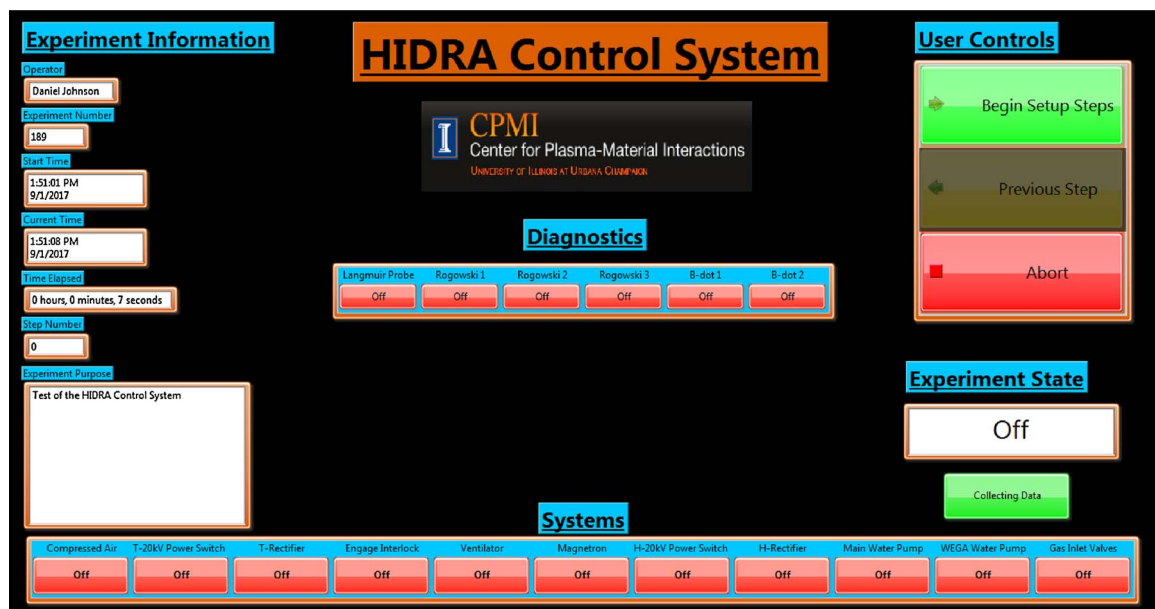 Experiment Information
Operator
Daniel Johnson
Experiment Number
189
Start Time
1:51:01 PM
9/1/2017
Current Time
1:51:08 PM
9/1/2017
Time Elapsed
0 hours, 0 minutes, 7 seconds
Step Number
0
Experiment Purpose
Test of the HIDRA Control System
HIDRA Control System
I
CPMI
Center for Plasma-Material Interactions
University of Illinois at Urbana Champaign
Diagnostics
Langmuir Probe Rogowski 1 Rogowski 2 Rogowski 3 B-dot 1 B-dot 2
Off Off Off Off Off Off
User Controls
Begin Setup Steps
Previous Step
Abort
Experiment State
Off
Collecting Data
Systems
Compressed Air T-20kV Power Switch T-Rectifier Engage Interlock Ventilator Magnetron H-20kV Power Switch H-Rectifier Main Water Pump WEGA Water Pump Gas Inlet Valves
Off Off Off Off Off Off Off Off Off Off Off